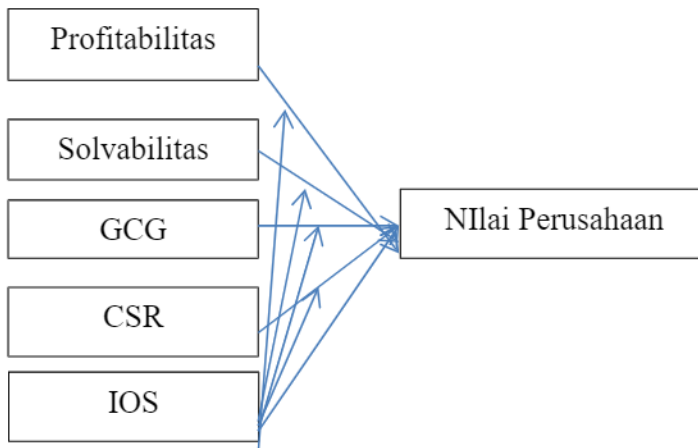 Profitabilitas
Solvabilitas
GCG
NIlai Perusahaan
CSR
IOS